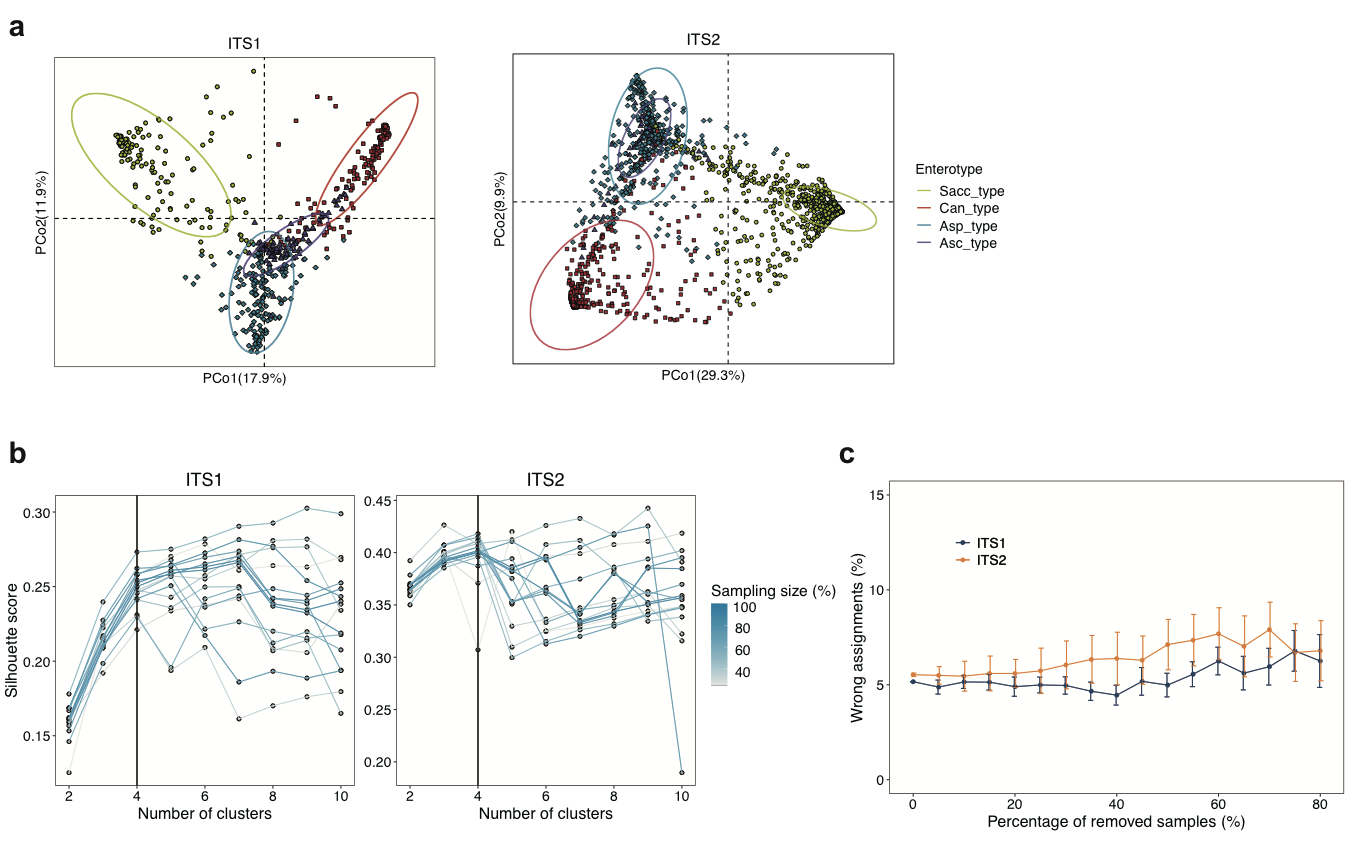 a
ITS1
PCo2(11.9%)
PCo1(17.9%)
ITS2
PCo2(9.9%)
PCo1(29.3%)
Enterotype
Sacc_type
Can_type
Asp_type
Asc_type
b
ITS1
Silhouette score
0.30
0.25
0.20
0.15
2 4 6 8 10
Number of clusters
ITS2
0.45
0.40
0.35
0.30
0.25
0.20
2 4 6 8 10
Number of clusters
Sampling size (%)
100
80
60
40
c
Wrong assignments (%)
15
10
5
0
ITS1
ITS2
0 20 40 60 80
Percentage of removed samples (%)